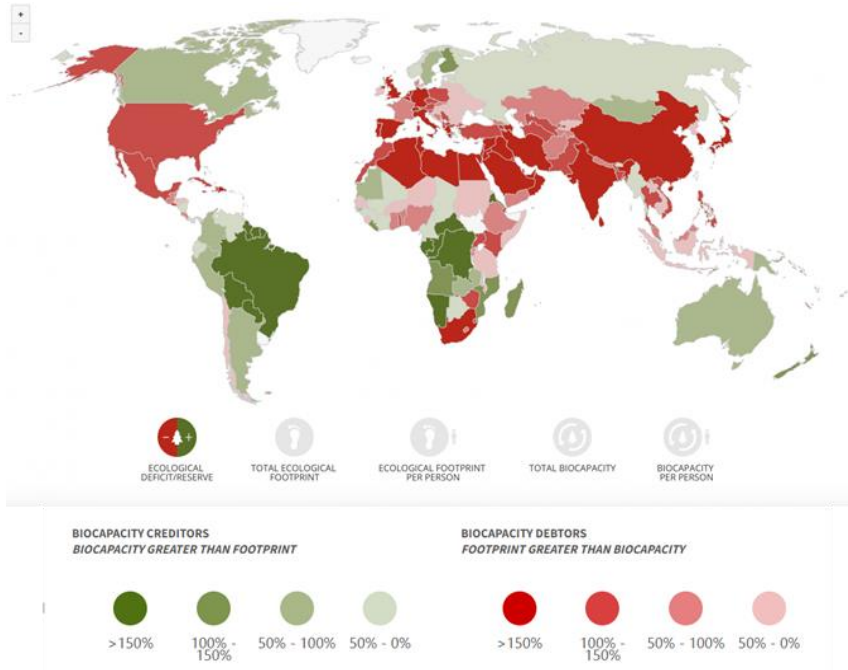 +
-
ECOLOGICAL
DEFICIT/RESERVE
TOTAL ECOLOGICAL
FOOTPRINT
ECOLOGICAL FOOTPRINT
PER PERSON
TOTAL BIOCAPACITY
BIOCAPACITY
PER PERSON
BIOCAPACITY CREDITORS
BIOCAPACITY GREATER THAN FOOTPRINT
>150%
100% -
150%
50% - 100%
50% - 0%
BIOCAPACITY DEBTORS
FOOTPRINT GREATER THAN BIOCAPACITY
>150%
100% -
150%
50% - 100%
50% - 0%